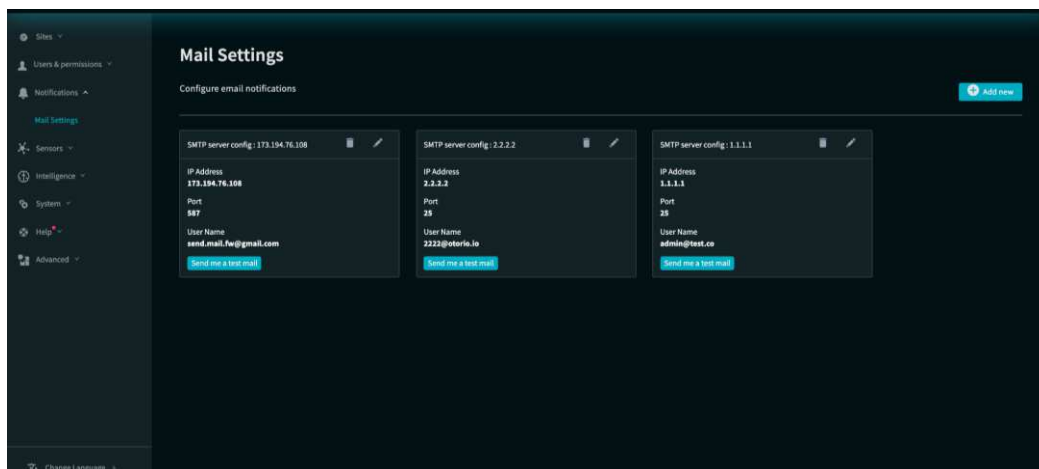 Sites
Users & permissions
Notifications
Mail Settings
Sensors
Intelligence
System
Help
Advanced
Change Language
Mail Settings
Configure email notifications
Add new
SMTP server config : 173.194.76.108
IP Address
173.194.76.108
Port
587
User Name
send.mail.fw@gmail.com
Send me a test mail
SMTP server config : 2.2.2.2
IP Address
2.2.2.2
Port
25
User Name
2222@otorio.io
Send me a test mail
SMTP server config : 1.1.1.1
IP Address
1.1.1.1
Port
25
User Name
admin@test.co
Send me a test mail